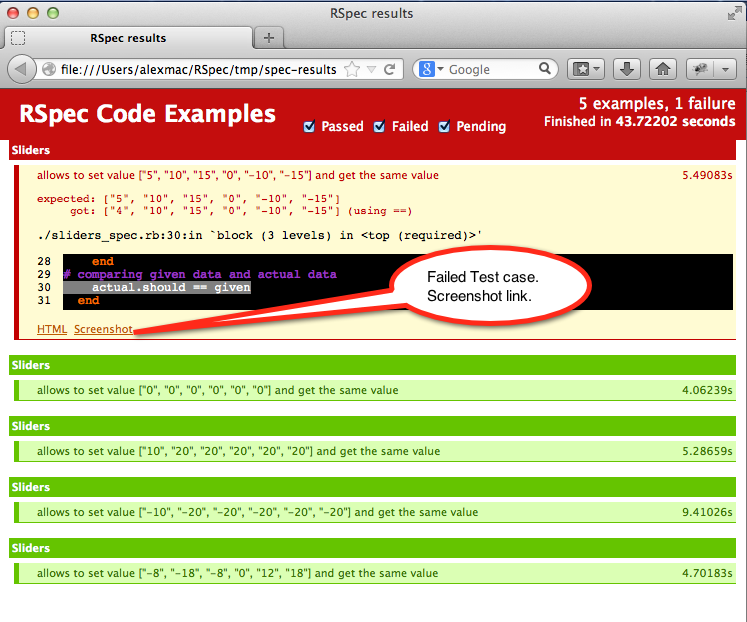 RSpec results
RSpec results
file:///Users/alexmac/RSpec/tmp/spec-results
Google
RSpec Code Examples
Passed Failed Pending
5 examples, 1 failure
Finished in 43.72202 seconds
Sliders
allows to set value ["5", "10", "15", "0", "-10", "-15"] and get the same value 5.49083s
expected: ["5", "10", "15", "0", "-10", "-15"]
got: ["4", "10", "15", "0", "-10", "-15"] (using ==)
./sliders_spec.rb:30:in `block (3 levels) in <top (required)>'
28 end
29 # comparing given data and actual data
30 actual.should == given
31 end
Failed Test case.
Screenshot link.
HTML Screenshot
Sliders
allows to set value ["0", "0", "0", "0", "0", "0"] and get the same value 4.06239s
Sliders
allows to set value ["10", "20", "20", "20", "20", "20"] and get the same value 5.28659s
Sliders
allows to set value ["-10", "-20", "-20", "-20", "-20", "-20"] and get the same value 9.41026s
Sliders
allows to set value ["-8", "-18", "-8", "0", "12", "18"] and get the same value 4.70183s